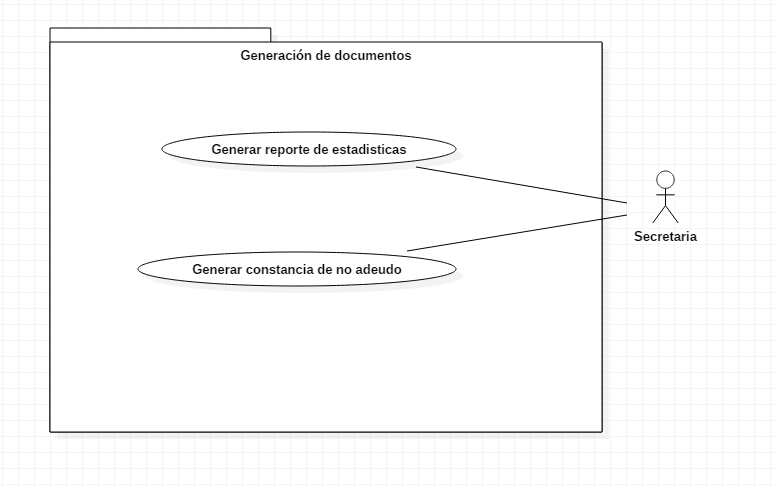 Generación de documentos
Generar reporte de estadisticas
Secretaria
Generar constancia de no adeudo